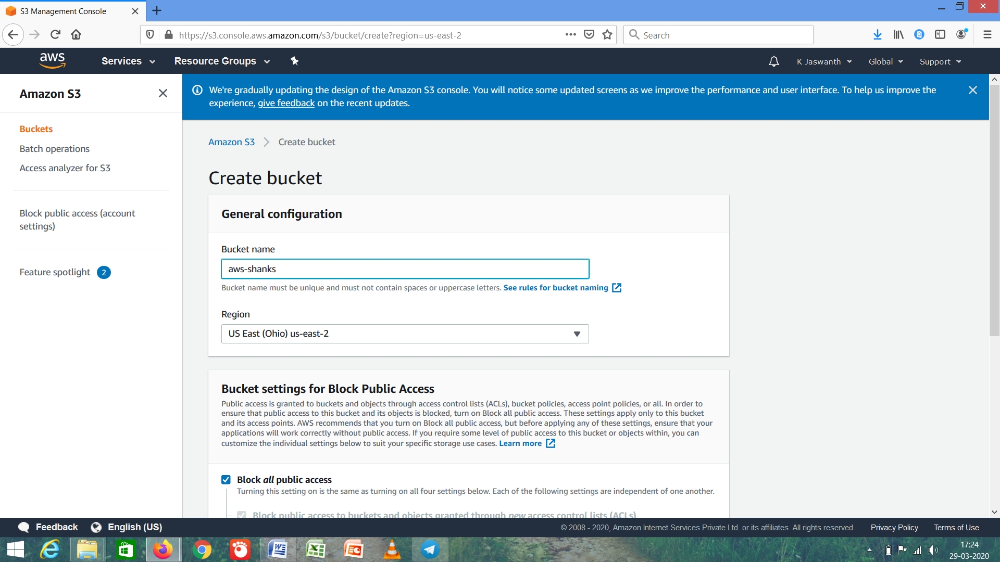 S3 Management Console
https://s3.console.aws.amazon.com/s3/bucket/create?region=us-east-2
Search
aws
Services
Resource Groups
K Jaswanth
Global
Support
Amazon S3
Buckets
Batch operations
Access analyzer for S3
Block public access (account
settings)
Feature spotlight 2
We're gradually updating the design of the Amazon S3 console. You will notice some updated screens as we improve the performance and user interface. To help us improve the
experience, give feedback on the recent updates.
Amazon S3 > Create bucket
Create bucket
General configuration
Bucket name
aws-shanks
Bucket name must be unique and must not contain spaces or uppercase letters. See rules for bucket naming
Region
US East (Ohio) us-east-2
Bucket settings for Block Public Access
Public access is granted to buckets and objects through access control lists (ACLs), bucket policies, access point policies, or all. In order to
ensure that public access to this bucket and its objects is blocked, turn on Block all public access. These settings apply only to this bucket
and its access points. AWS recommends that you turn on Block all public access, but before applying any of these settings, ensure that your
applications will work correctly without public access. If you require some level of public access to this bucket or objects within, you can
customize the individual settings below to suit your specific storage use cases. Learn more
Block all public access
Turning this setting on is the same as turning on all four settings below. Each of the following settings are independent of one another.
Block public access to buckets and objects granted through new access control lists (ACLs)
Feedback
English (US)
© 2008 - 2020, Amazon Internet Services Private Ltd. or its affiliates. All rights reserved.
Privacy Policy
Terms of Use
17:24
29-03-2020